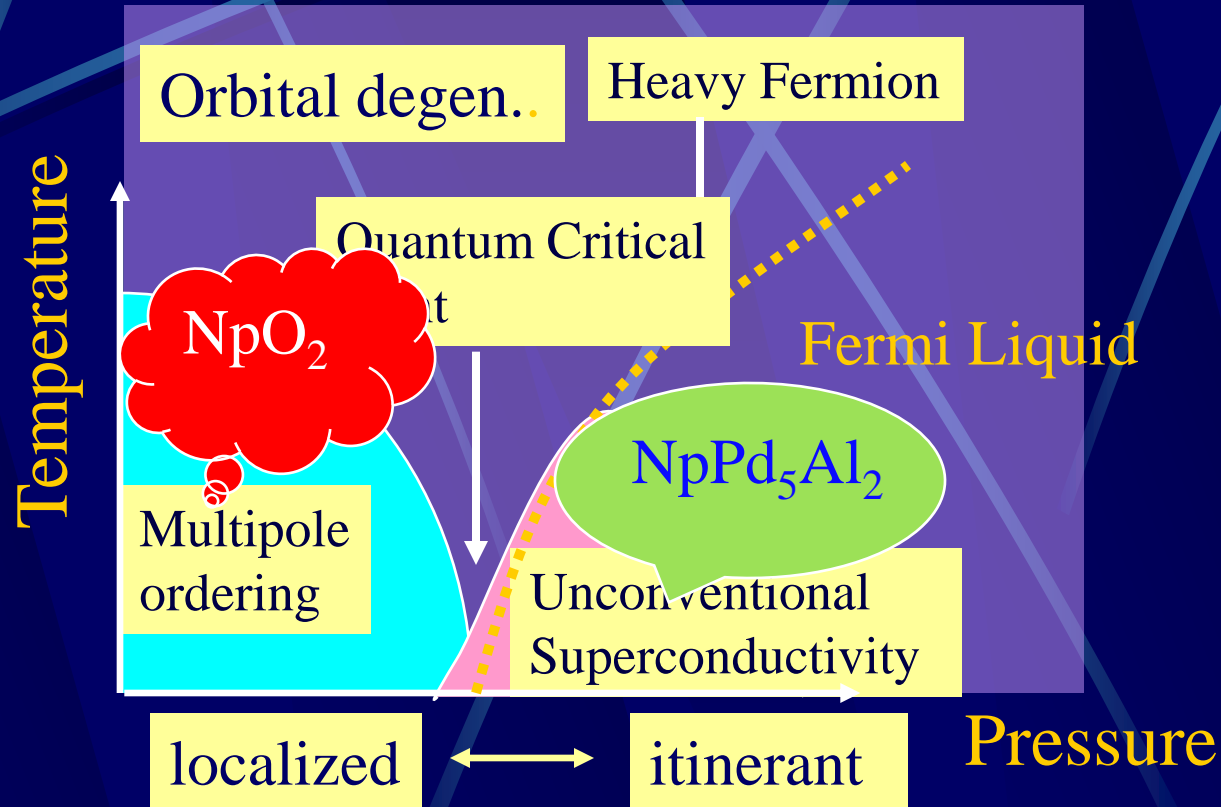 Orbital degen..
Heavy Fermion
Temperature
Quantum Critical
NpO₂
Fermi Liquid
NpPd₅Al₂
Multipole
ordering
Unconventional
Superconductivity
localized
itinerant
Pressure